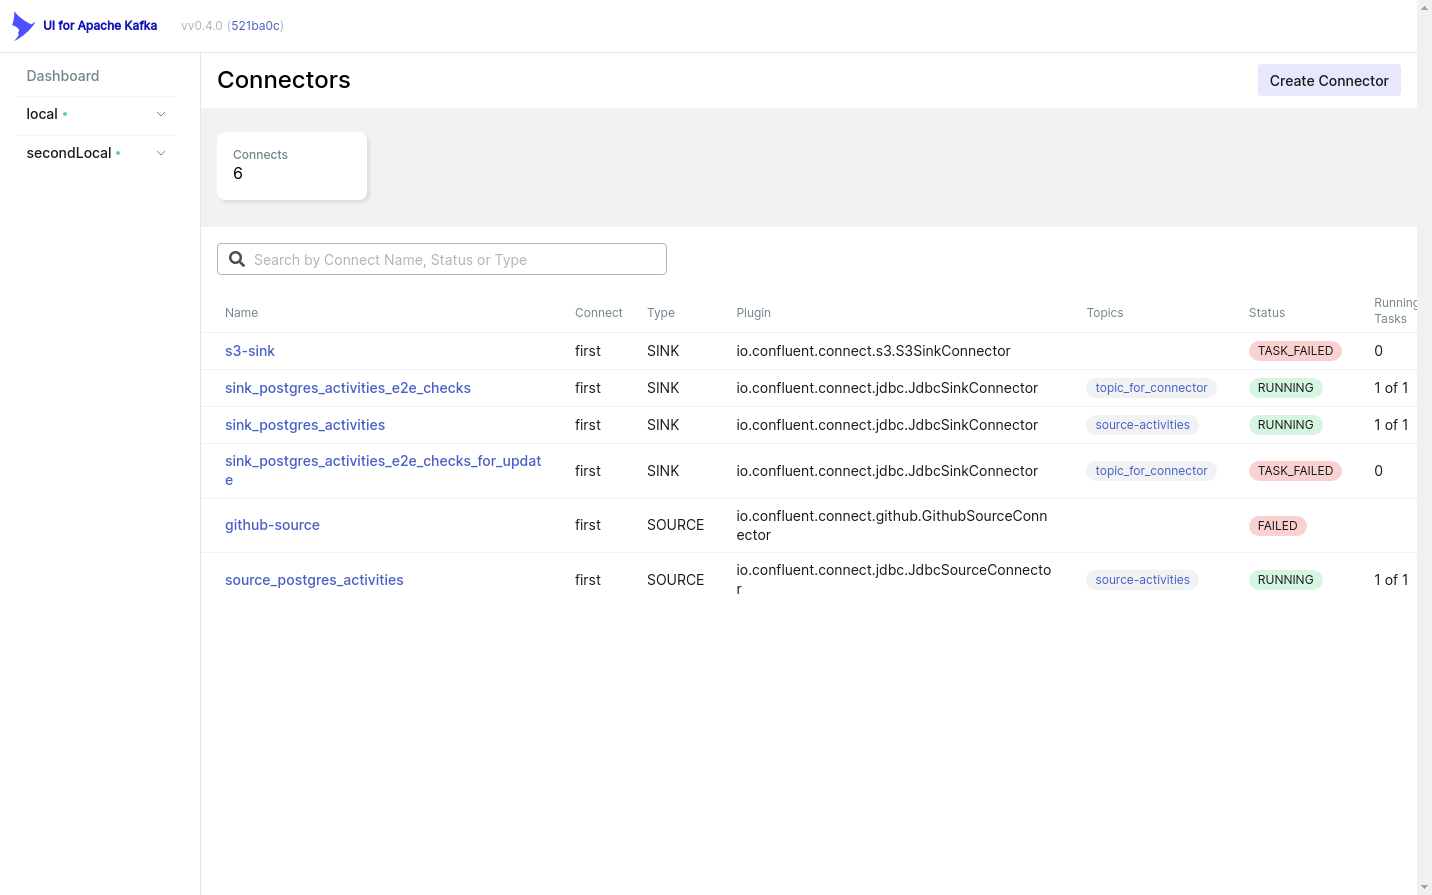 UI for Apache Kafka vv0.4.0 (521ba0c)
Dashboard
local
secondLocal
Connectors
Create Connector
Connects
6
Search by Connect Name, Status or Type
Name Connect Type Plugin Topics Status Running
Tasks
s3-sink first SINK io.confluent.connect.s3.S3SinkConnector TASK_FAILED 0
sink_postgres_activities_e2e_checks first SINK io.confluent.connect.jdbc.JdbcSinkConnector topic_for_connector RUNNING 1 of 1
sink_postgres_activities first SINK io.confluent.connect.jdbc.JdbcSinkConnector source-activities RUNNING 1 of 1
sink_postgres_activities_e2e_checks_for_updat
e first SINK io.confluent.connect.jdbc.JdbcSinkConnector topic_for_connector TASK_FAILED 0
github-source first SOURCE io.confluent.connect.github.GithubSourceConn
ector FAILED
source_postgres_activities first SOURCE io.confluent.connect.jdbc.JdbcSourceConnecto
r source-activities RUNNING 1 of 1